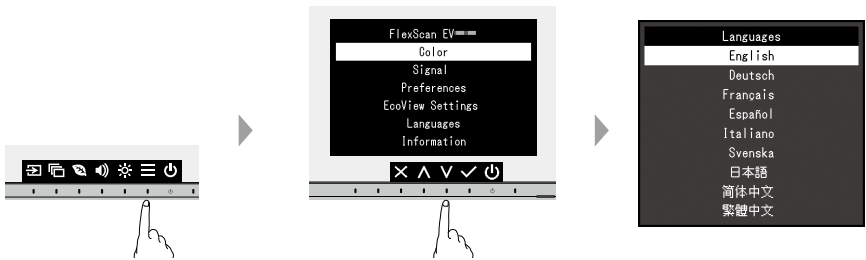 FlexScan EV
Color
Signal
Preferences
EcoView Settings
Languages
Information
Languages
English
Deutsch
Français
Español
Italiano
Svenska
日本語
简体中文
繁體中文